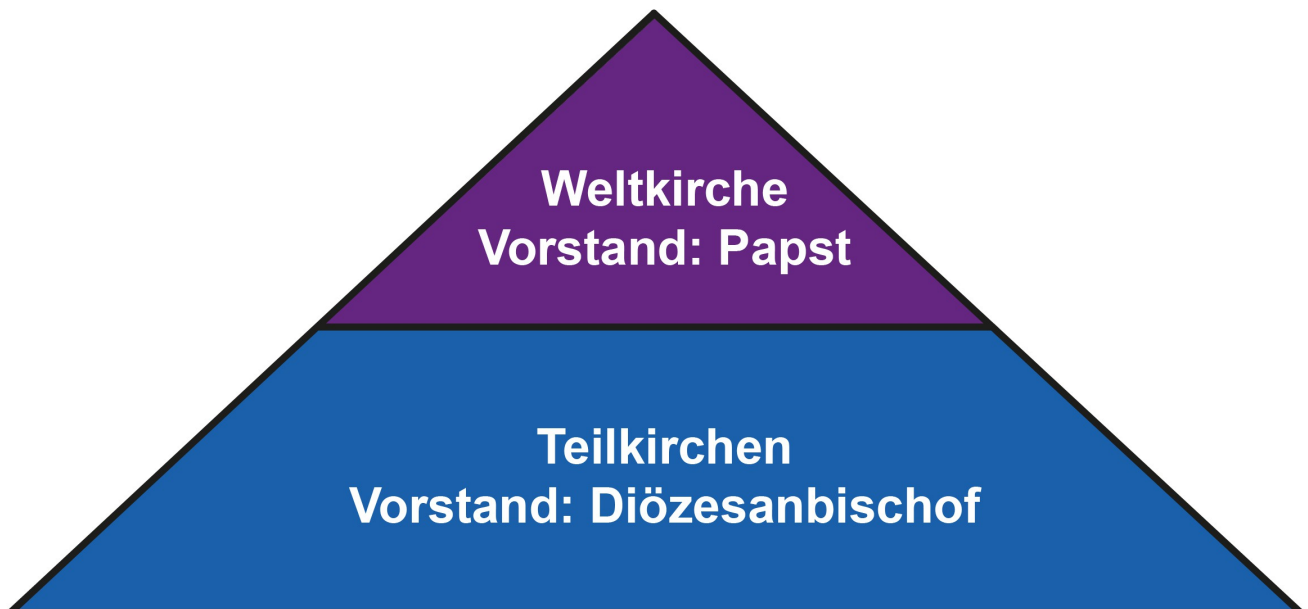 Weltkirche
Vorstand: Papst
Teilkirchen
Vorstand: Diözesanbischof